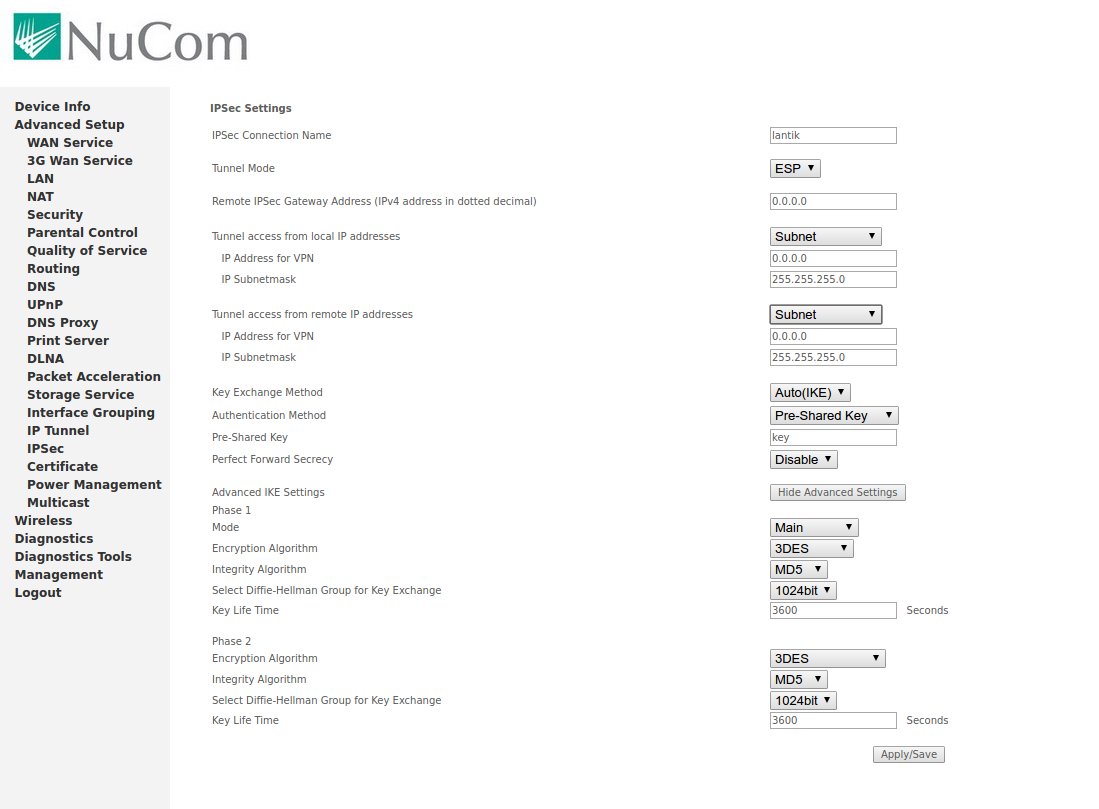 NuCom
Device Info
Advanced Setup
WAN Service
3G Wan Service
LAN
NAT
Security
Parental Control
Quality of Service
Routing
DNS
UPnP
DNS Proxy
Print Server
DLNA
Packet Acceleration
Storage Service
Interface Grouping
IP Tunnel
IPSec
Certificate
Power Management
Multicast
Wireless
Diagnostics
Diagnostics Tools
Management
Logout
IPSec Settings
IPSec Connection Name lantik
Tunnel Mode ESP
Remote IPSec Gateway Address (IPv4 address in dotted decimal) 0.0.0.0
Tunnel access from local IP addresses Subnet
IP Address for VPN 0.0.0.0
IP Subnetmask 255.255.255.0
Tunnel access from remote IP addresses Subnet
IP Address for VPN 0.0.0.0
IP Subnetmask 255.255.255.0
Key Exchange Method Auto(IKE)
Authentication Method Pre-Shared Key
Pre-Shared Key key
Perfect Forward Secrecy Disable
Advanced IKE Settings Hide Advanced Settings
Phase 1
Mode Main
Encryption Algorithm 3DES
Integrity Algorithm MD5
Select Diffie-Hellman Group for Key Exchange 1024bit
Key Life Time 3600 Seconds
Phase 2
Encryption Algorithm 3DES
Integrity Algorithm MD5
Select Diffie-Hellman Group for Key Exchange 1024bit
Key Life Time 3600 Seconds
Apply/Save